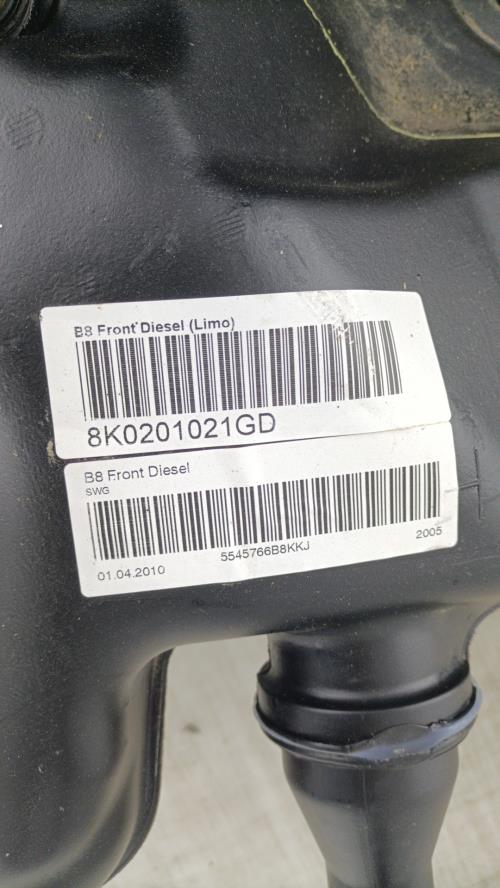 B8 Front Diesel (Limo)
8K0201021GD
B8 Front Diesel
SWG
5545766B8KKJ
01.04.2010 2005